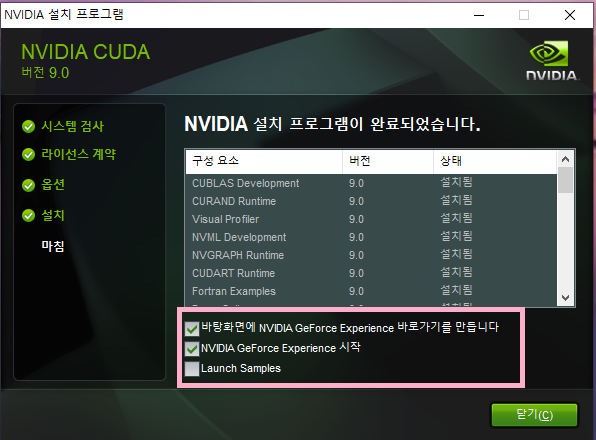 NVIDIA 설치 프로그램
NVIDIA CUDA
버전 9.0
NVIDIA.
시스템 검사
라이선스 계약
옵션
설치
마침
NVIDIA 설치 프로그램이 완료되었습니다.
구성 요소 버전 상태
CUBLAS Development 9.0 설치됨
CURAND Runtime 9.0 설치됨
Visual Profiler 9.0 설치됨
NVML Development 9.0 설치됨
NVGRAPH Runtime 9.0 설치됨
CUDART Runtime 9.0 설치됨
Fortran Examples 9.0 설치됨
바탕화면에 NVIDIA GeForce Experience 바로가기를 만듭니다
NVIDIA GeForce Experience 시작
Launch Samples
닫기(C)